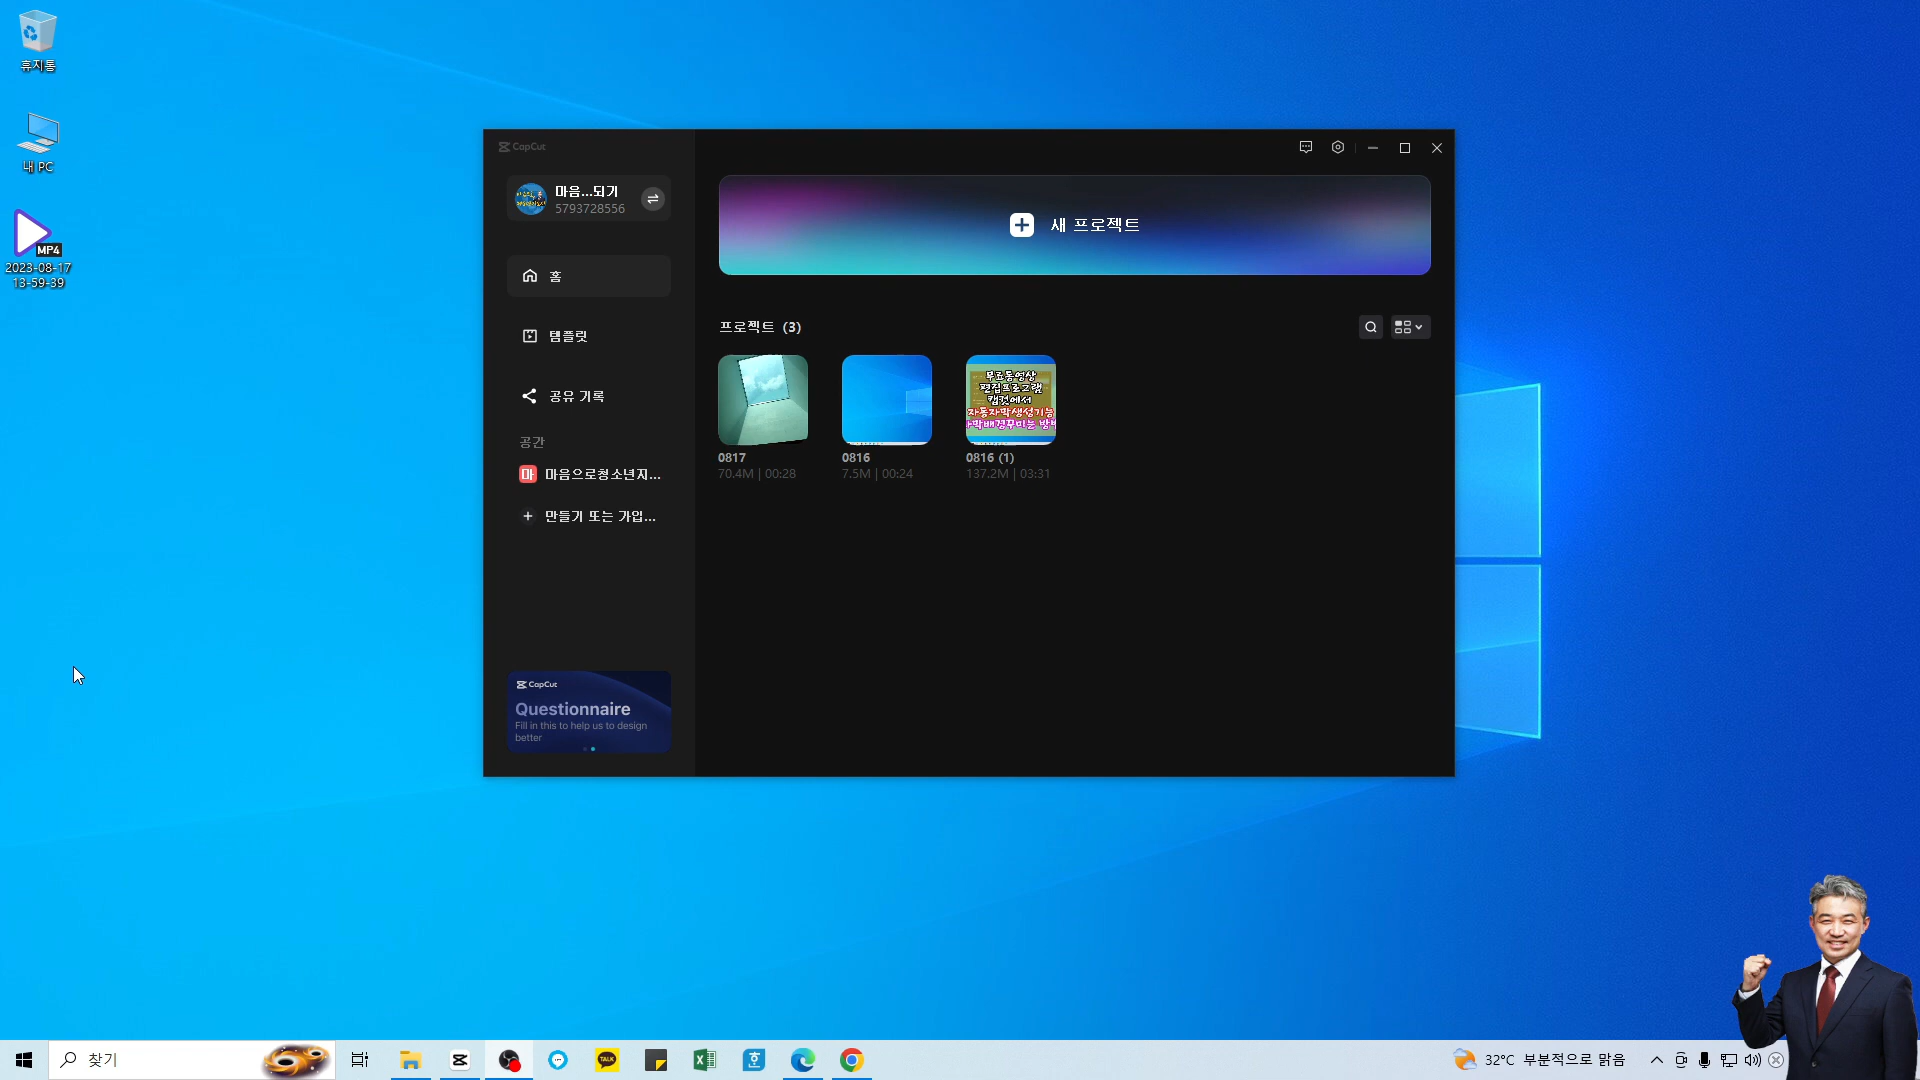 휴지통
내 PC
MP4
2023-08-17
13-59-39
CapCut
마음...되기
5793728556
홈
템플릿
공유 기록
공간
마
마음으로청소년지...
만들기 또는 가입...
CapCut
Questionnaire
Fill in this to help us to design
better
새 프로젝트
프로젝트 (3)
무료동영상
편집프로그램
캡컷에서
자동자막생성기능
0817
70.4M | 00:28
0816
7.5M | 00:24
0816 (1)
137.2M | 03:31
찾기
TALK
32°C 부분적으로 맑음